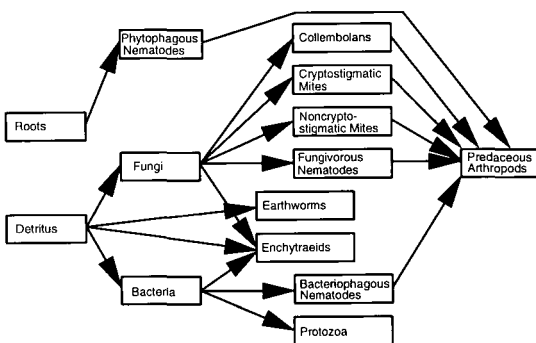 Phytophagous
Nematodes
Collembolans
Cryptostigmatic
Mites
Roots
Noncrypto-
stigmatic Mites
Fungi
Fungivorous
Nematodes
Predaceous
Arthropods
Earthworms
Detritus
Enchytraeids
Bacteria
Bacteriophagous
Nematodes
Protozoa